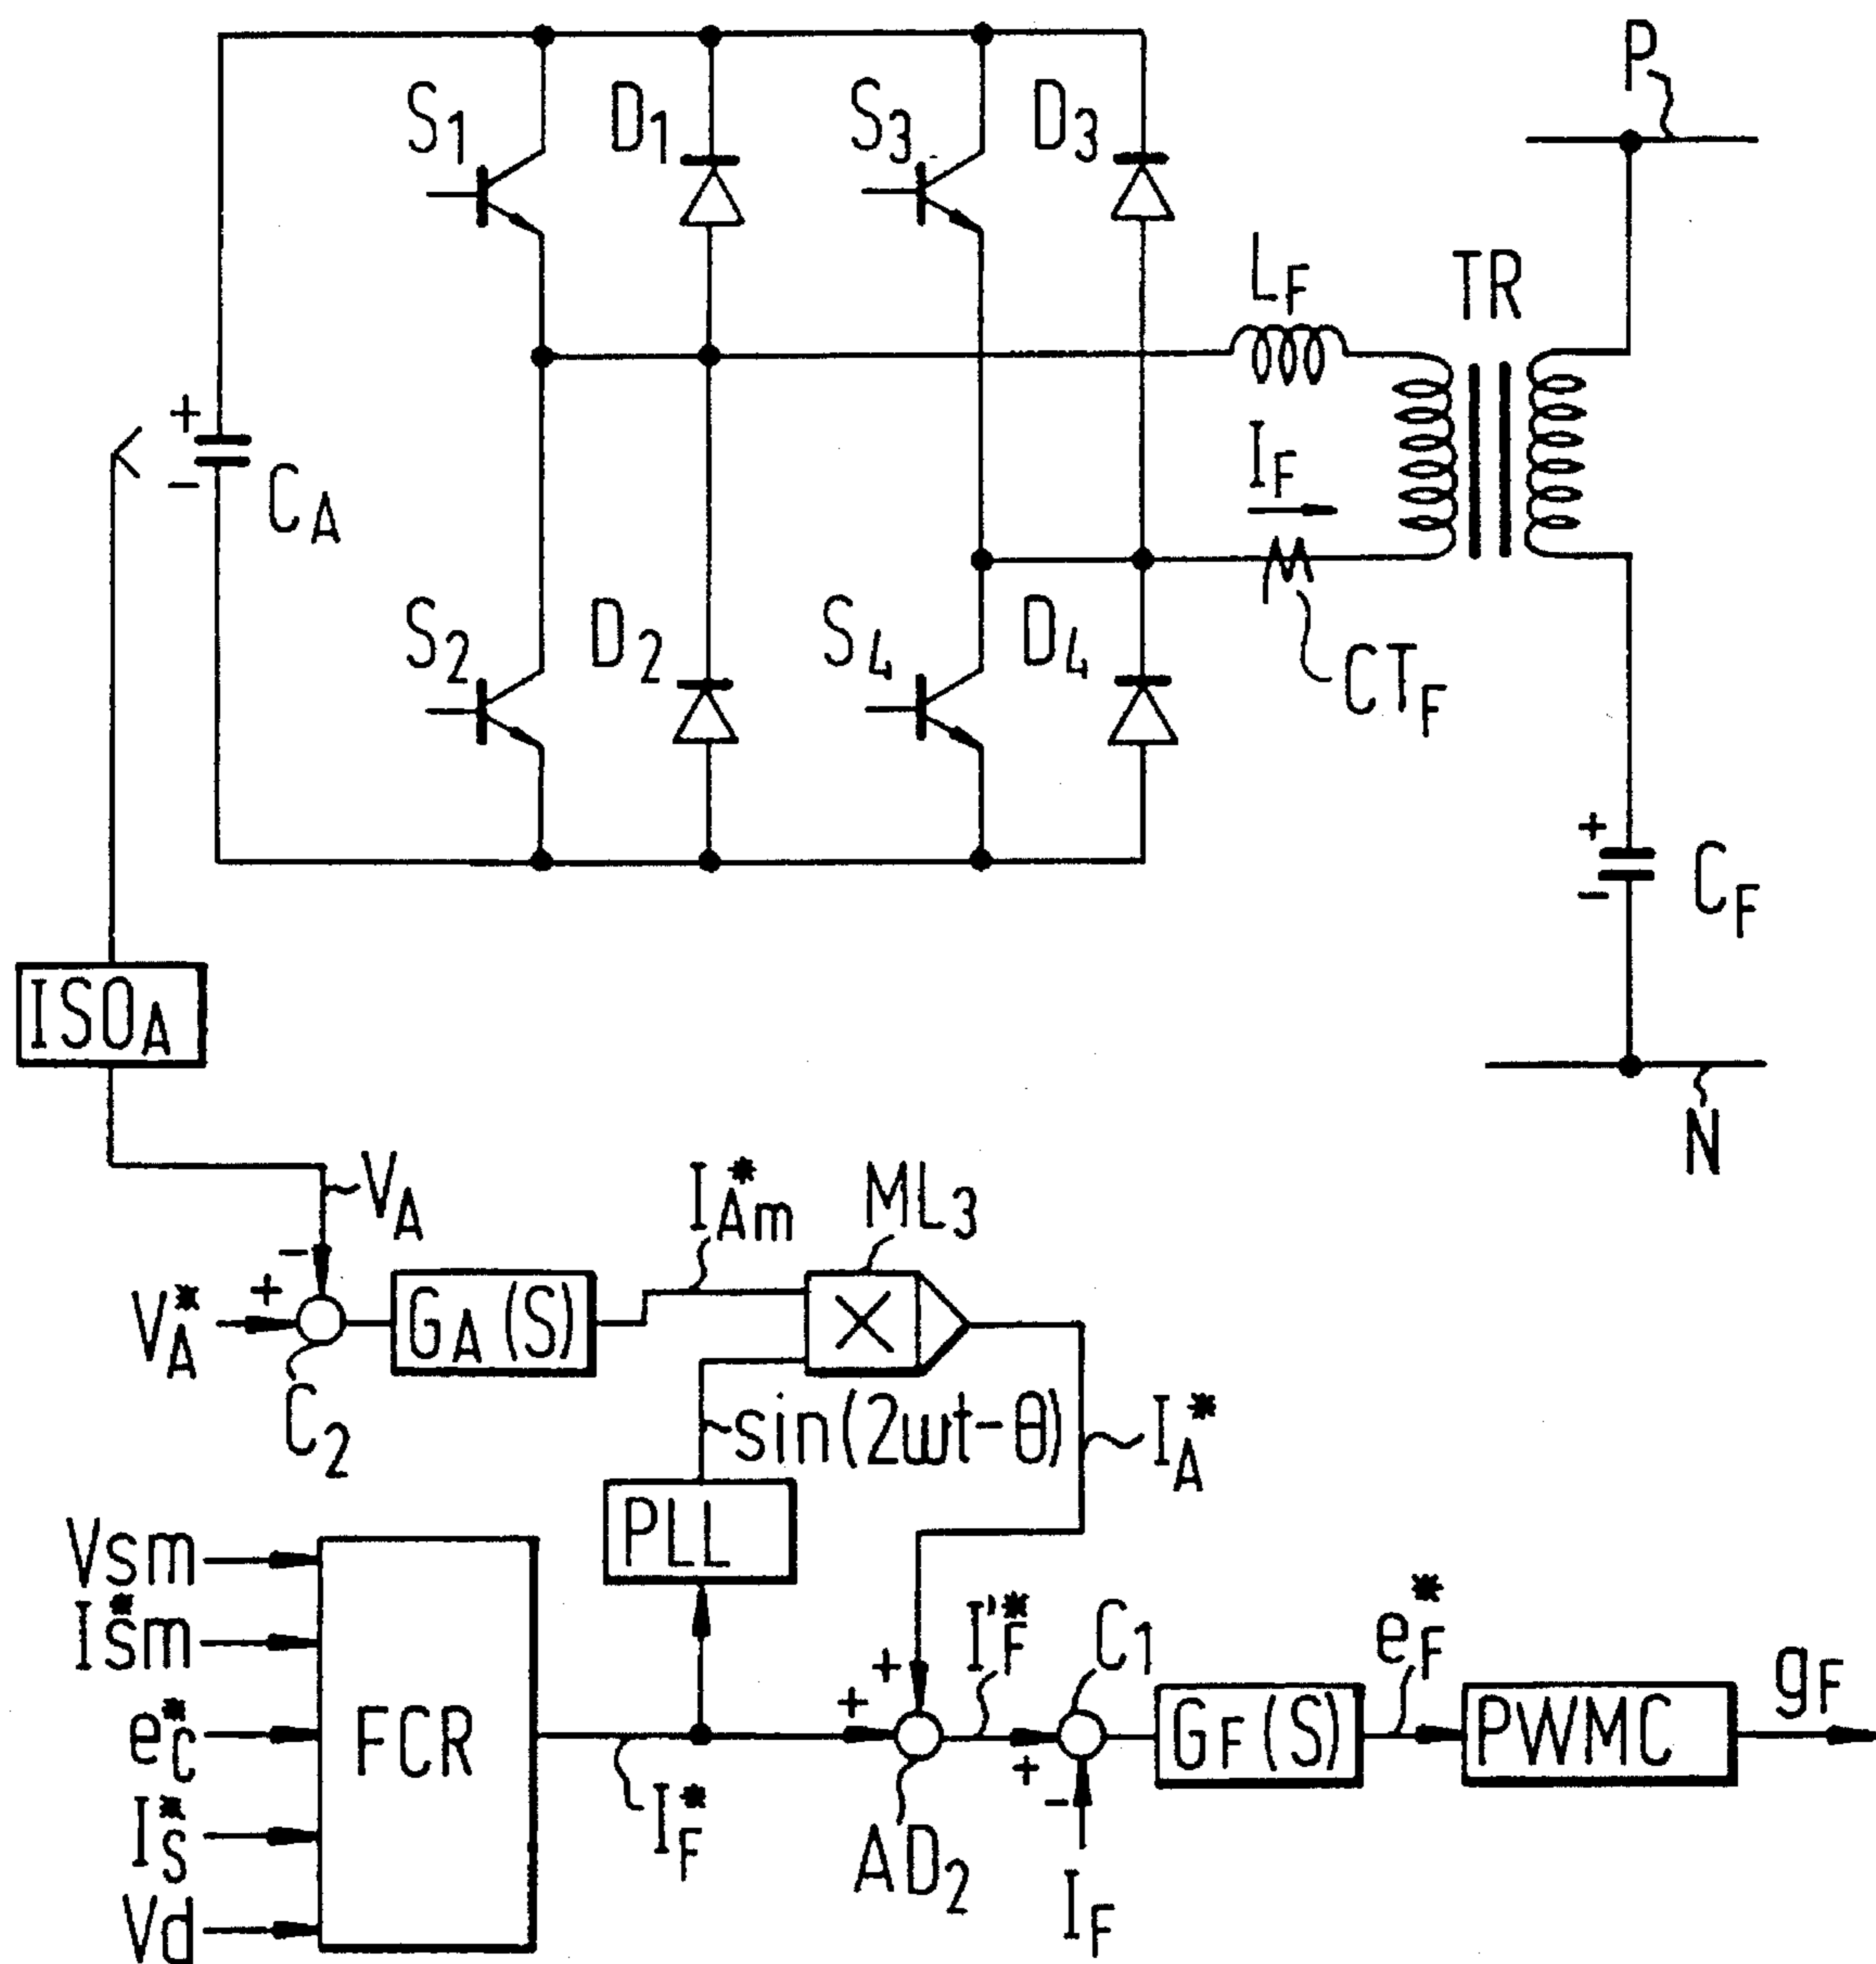 P
S1
D1
S3
D3
LF
TR
+
-
CA
IF
S2
D2
S4
D4
CTF
+
-
CF
ISOA
N
VA
I*Am
ML3
-
+
V*A
GA(S)
×
C2
sin(2ωt-θ)
I*A
PLL
Vsm
I*sm
e*c
I*s
Vd
FCR
I*F
+
+
AD2
I'*F
C1
+
-
IF
GF(S)
e*F
PWMC
gF